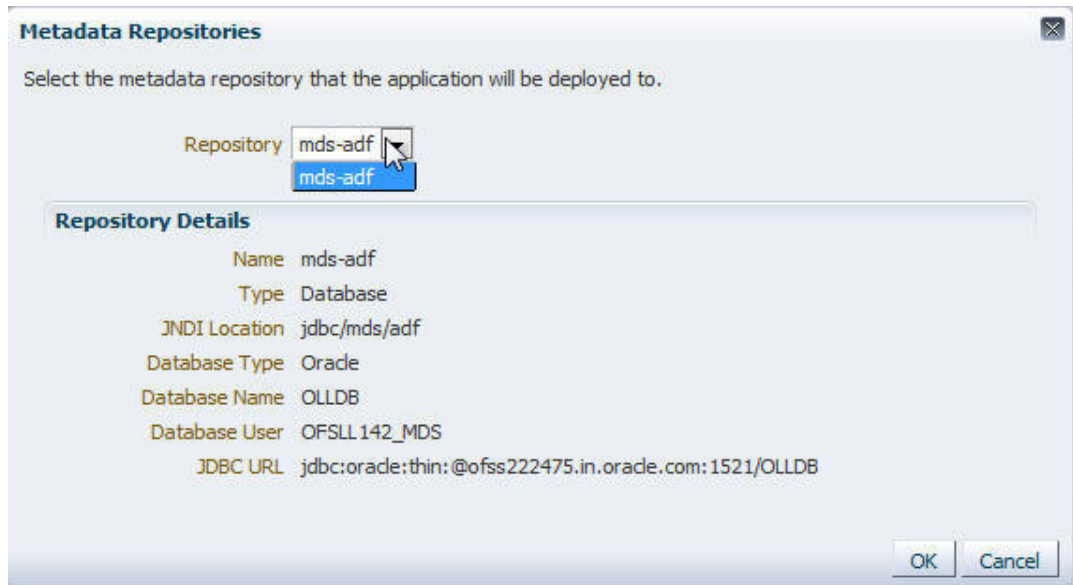 Metadata Repositories
Select the metadata repository that the application will be deployed to.
Repository mds-adf
mds-adf
Repository Details
Name mds-adf
Type Database
JNDI Location jdbc/mds/adf
Database Type Oracle
Database Name OLLDB
Database User OFSLL142_MDS
JDBC URL jdbc:oracle:thin:@ofss222475.in.oracle.com:1521/OLLDB
OK Cancel